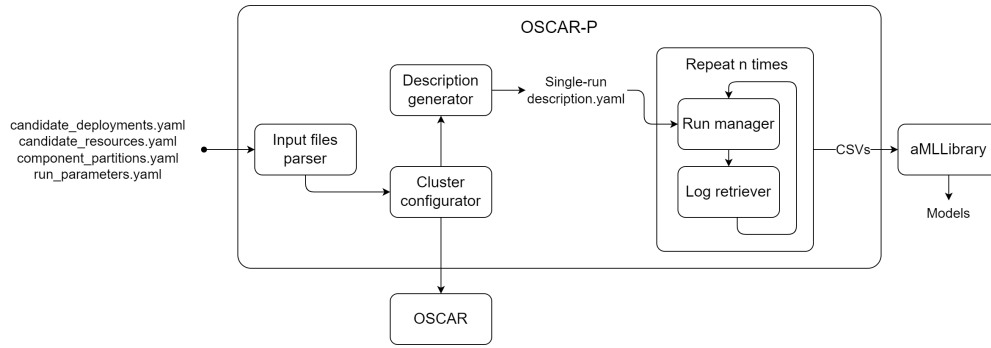 OSCAR-P
candidate_deployments.yaml
candidate_resources.yaml
component_partitions.yaml
run_parameters.yaml
Input files
parser
Description
generator
Cluster
configurator
OSCAR
Single-run
description.yaml
Repeat n times
Run manager
Log retriever
CSVs
aMLLibrary
Models